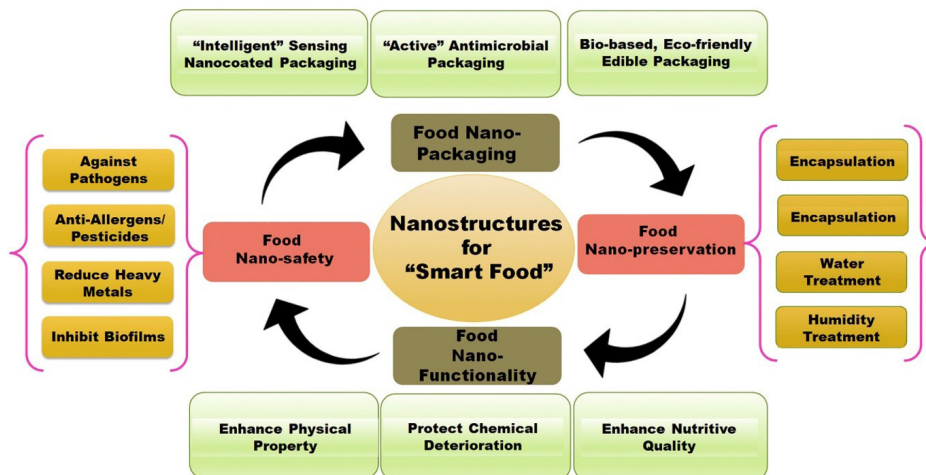 “Intelligent” Sensing
Nanocoated Packaging
“Active” Antimicrobial
Packaging
Bio-based, Eco-friendly
Edible Packaging
Food Nano-
Packaging
Against
Pathogens
Anti-Allergens/
Pesticides
Reduce Heavy
Metals
Inhibit Biofilms
Food
Nano-safety
Nanostructures
for
“Smart Food”
Food
Nano-preservation
Encapsulation
Encapsulation
Water
Treatment
Humidity
Treatment
Food
Nano-
Functionality
Enhance Physical
Property
Protect Chemical
Deterioration
Enhance Nutritive
Quality